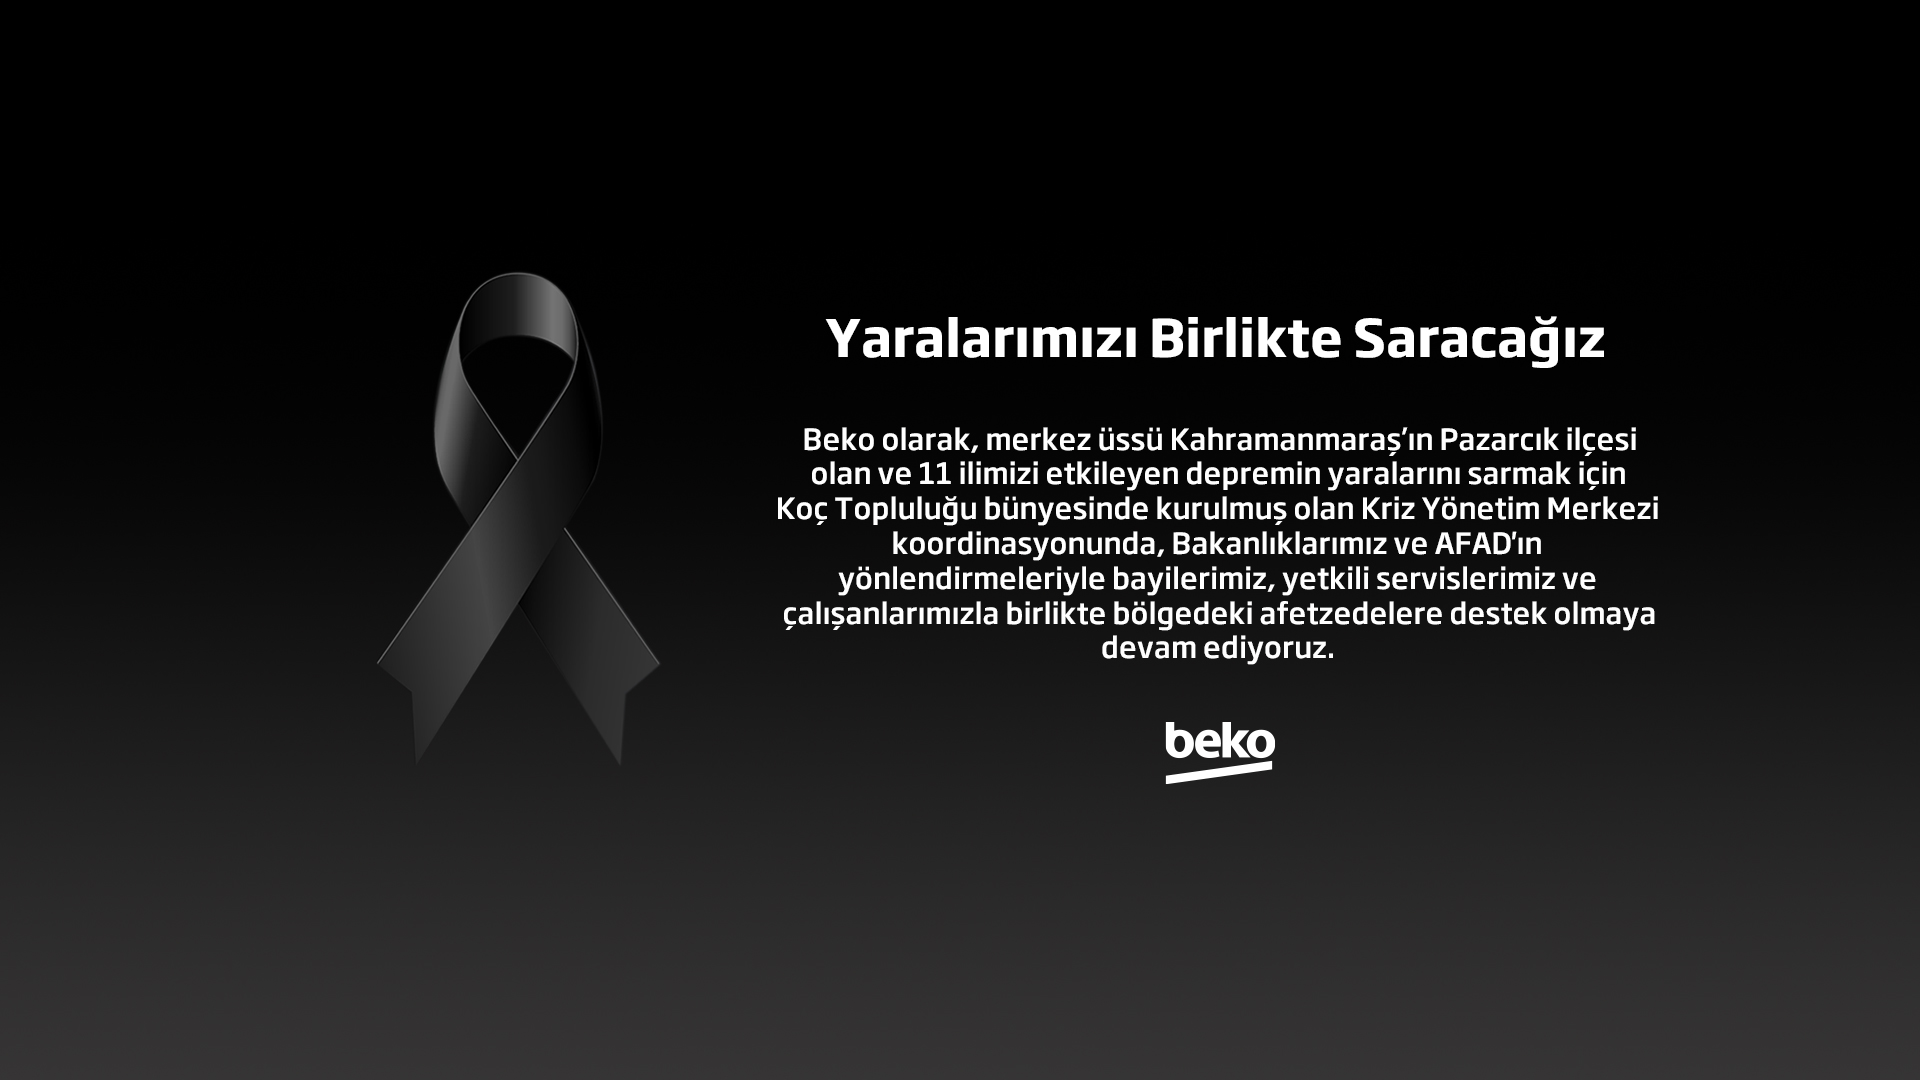 Yaralarımızı Birlikte Saracağız
Beko olarak, merkez üssü Kahramanmaraş’ın Pazarcık ilçesi
olan ve 11 ilimizi etkileyen depremin yaralarını sarmak için
Koç Topluluğu bünyesinde kurulmuş olan Kriz Yönetim Merkezi
koordinasyonunda, Bakanlıklarımız ve AFAD'ın
yönlendirmeleriyle bayilerimiz, yetkili servislerimiz ve
çalışanlarımızla birlikte bölgedeki afetzedelere destek olmaya
devam ediyoruz.
beko